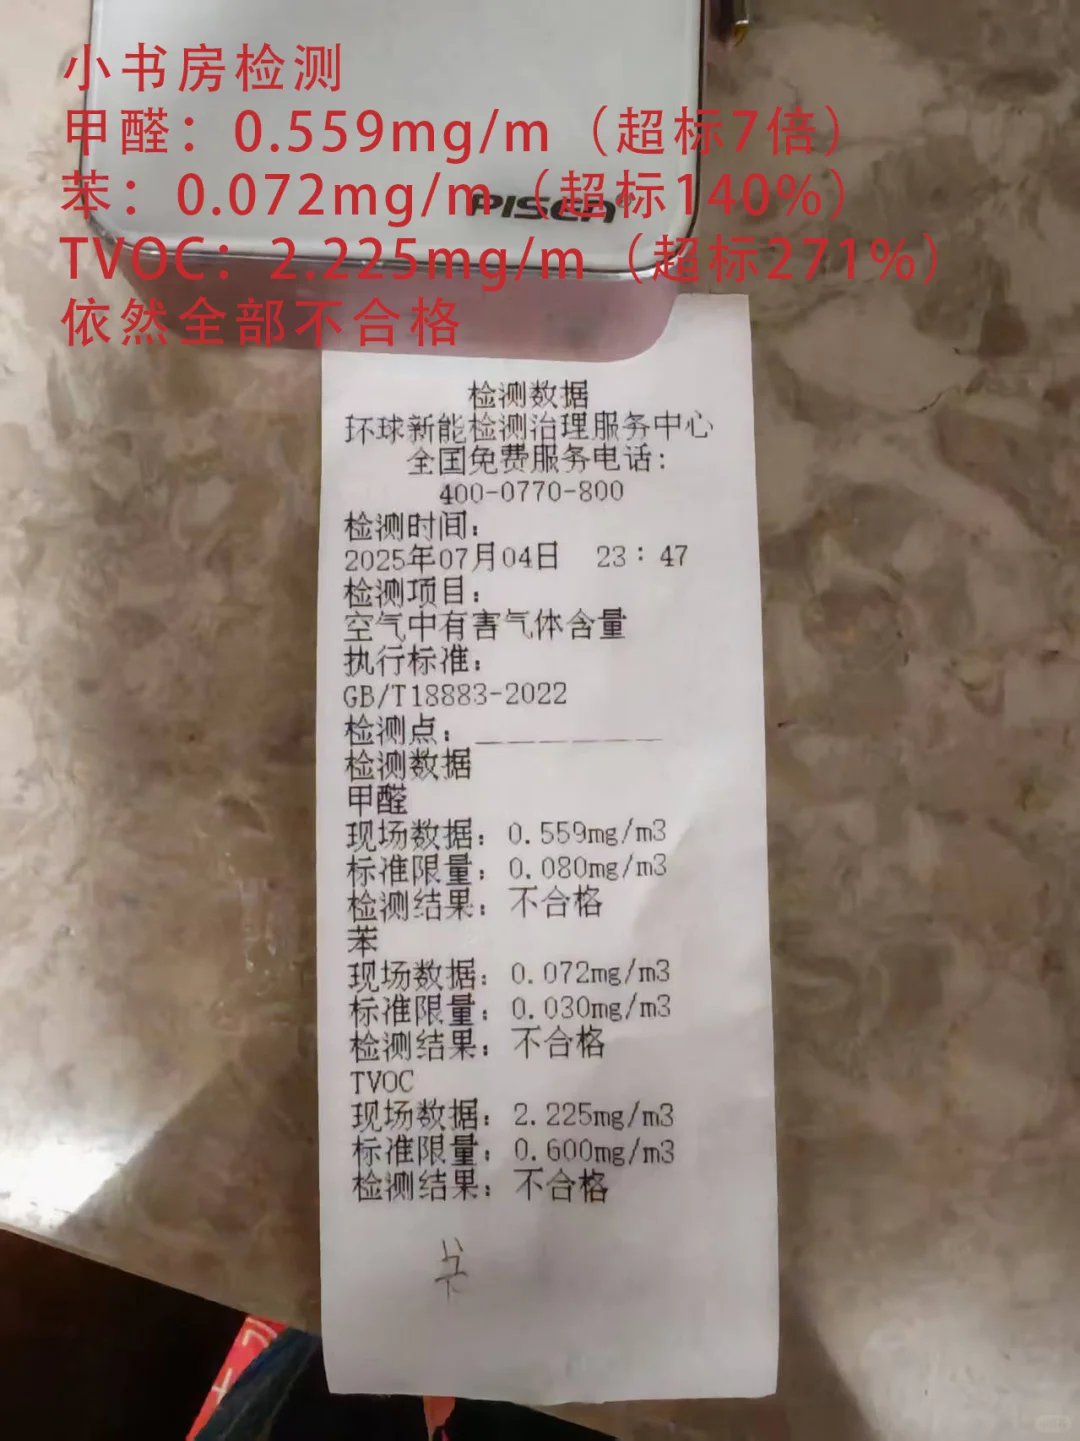 小书房检测
甲醛：0.559mg/m（超标7倍）
苯：0.072mg/m（超标140%）
PISEN
TVOC：2.225mg/m（超标271%）
依然全部不合格
检测数据
环球新能检测治理服务中心
全国免费服务电话：
400-0770-800
检测时间：
2025年07月04日 23：47
检测项目：
空气中有害气体含量
执行标准：
GB/T18883-2022
检测点：
检测数据
甲醛
现场数据：0.559mg/m3
标准限量：0.080mg/m3
检测结果：不合格
苯
现场数据：0.072mg/m3
标准限量：0.030mg/m3
检测结果：不合格
TVOC
现场数据：2.225mg/m3
标准限量：0.600mg/m3
检测结果：不合格